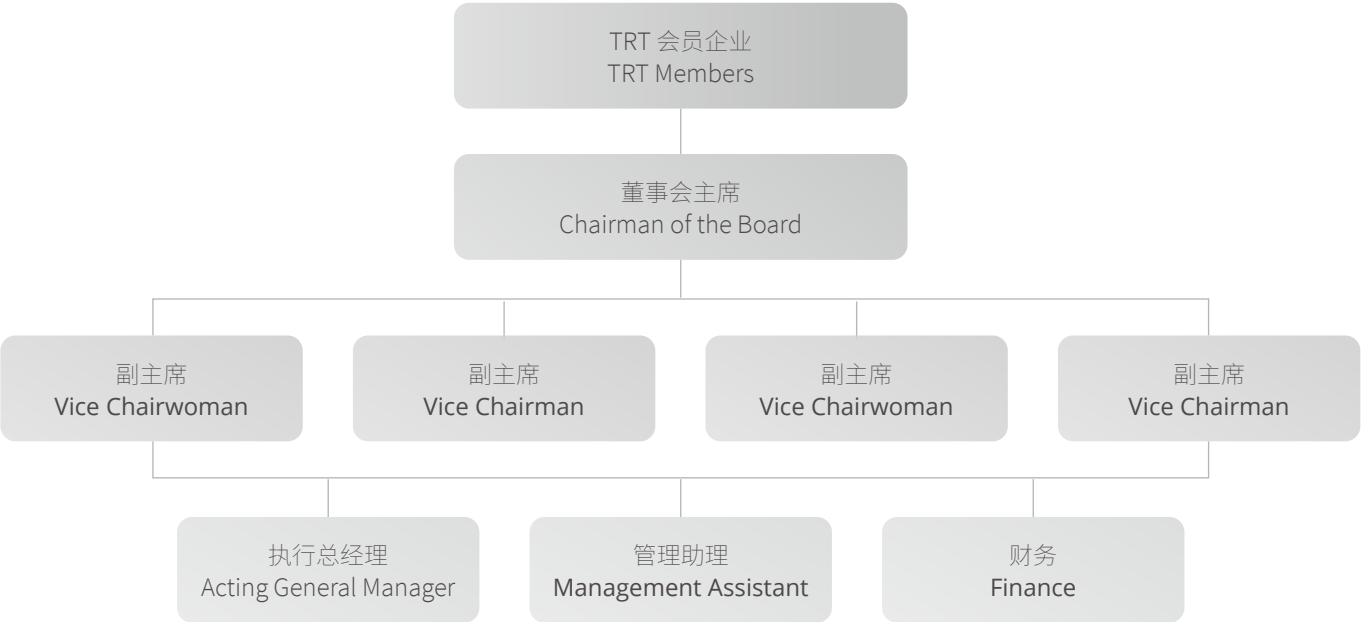 TRT 会员企业
TRT Members
董事会主席
Chairman of the Board
副主席
Vice Chairwoman
副主席
Vice Chairman
副主席
Vice Chairwoman
副主席
Vice Chairman
执行总经理
Acting General Manager
管理助理
Management Assistant
财务
Finance